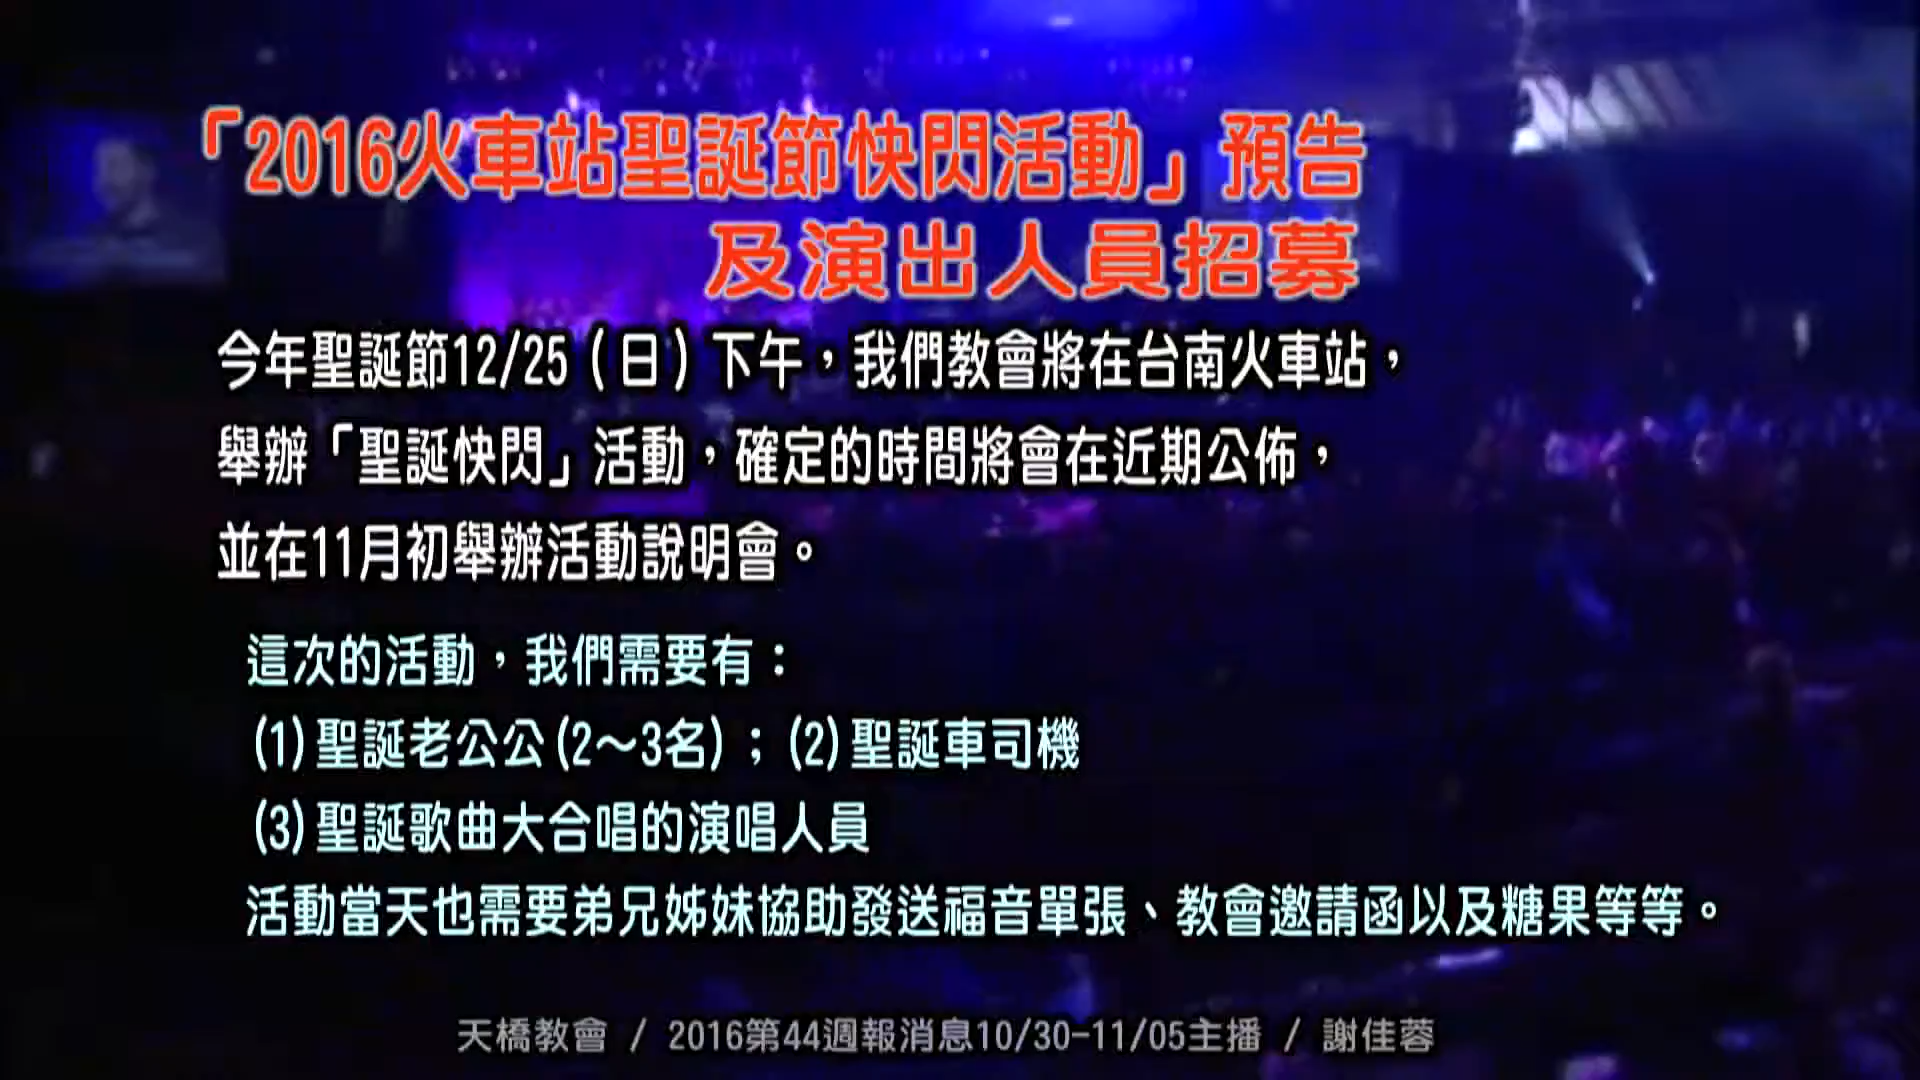 「2016火車站聖誕節快閃活動」預告
及演出人員招募
今年聖誕節12/25（日）下午，我們教會將在台南火車站，
舉辦「聖誕快閃」活動，確定的時間將會在近期公佈，
並在11月初舉辦活動說明會。
這次的活動，我們需要有：
(1)聖誕老公公(2～3名)；(2)聖誕車司機
(3)聖誕歌曲大合唱的演唱人員
活動當天也需要弟兄姊妹協助發送福音單張、教會邀請函以及糖果等等。
天橋教會 / 2016第44週報消息10/30-11/05主播 / 謝佳蓉